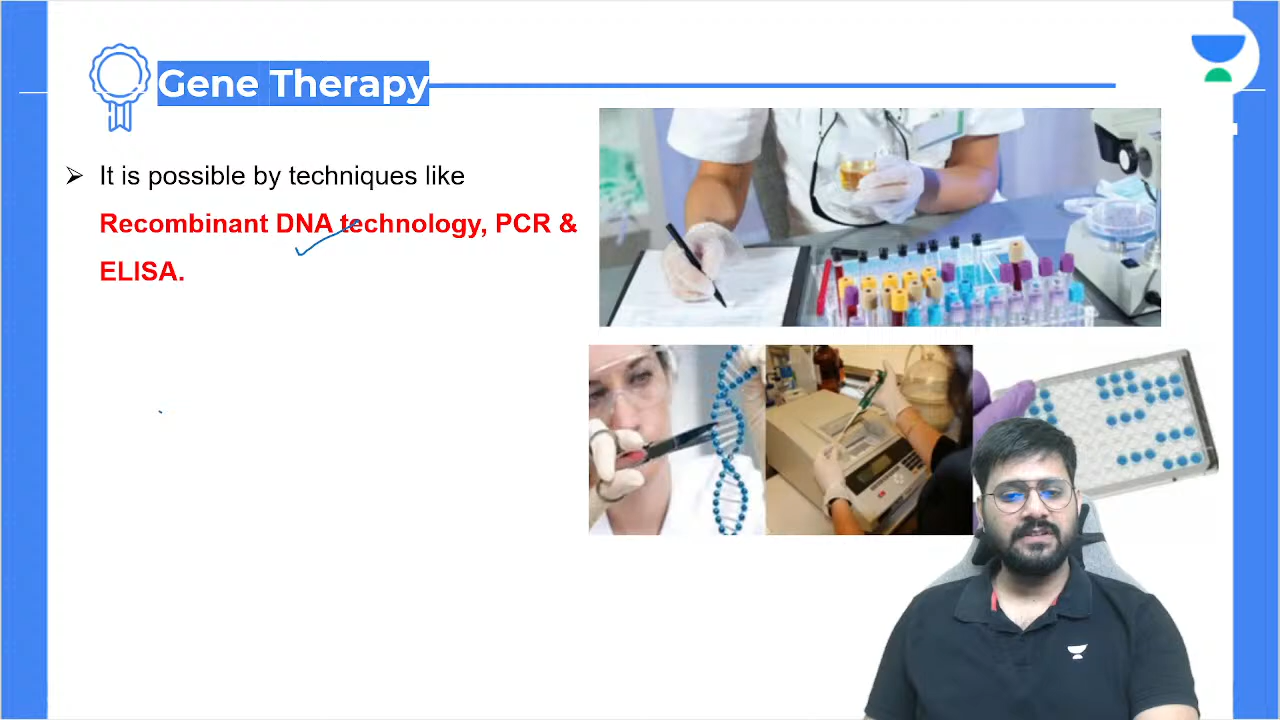 Gene Therapy
It is possible by techniques like
Recombinant DNA technology, PCR &
ELISA.